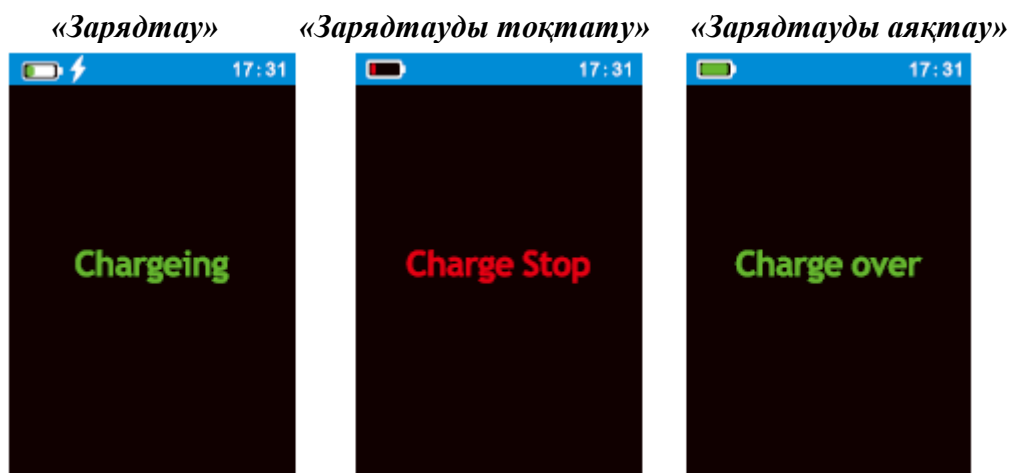 «Зарядтау» «Зарядтауды тоқтату» «Зарядтауды аяқтау»
17:31 17:31 17:31
Chargeing Charge Stop Charge over